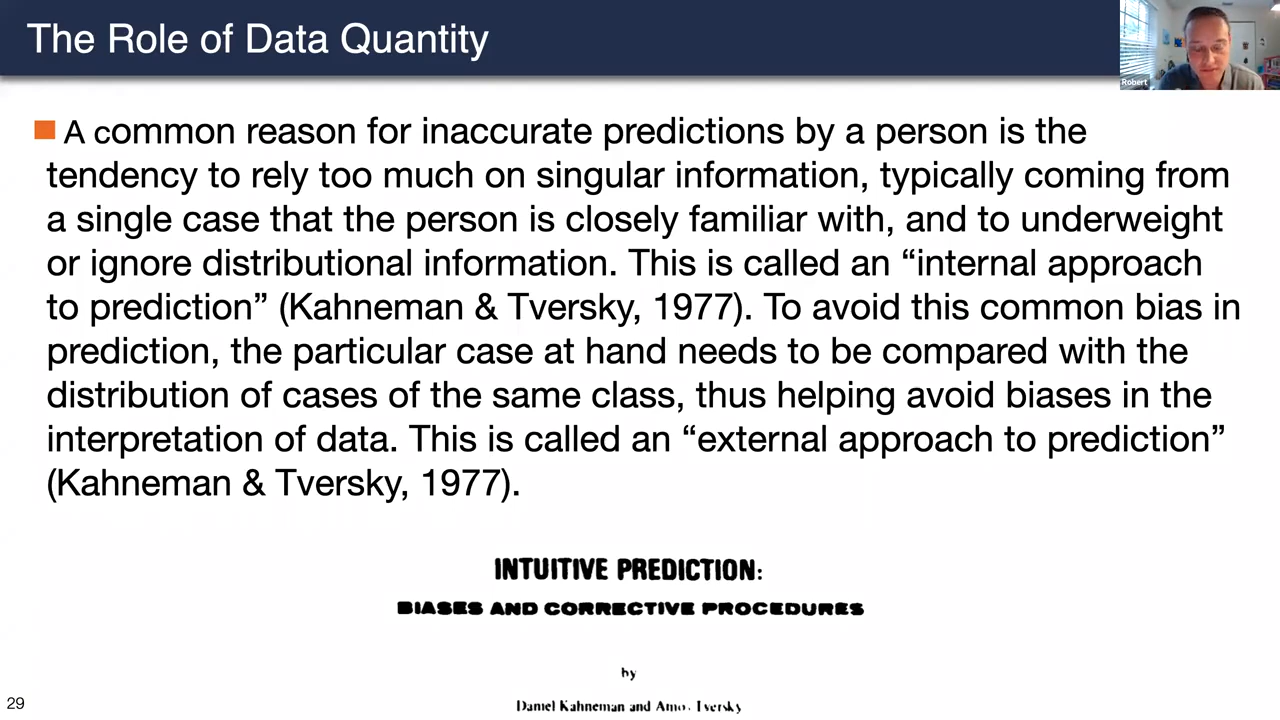 The Role of Data Quantity
Robert
A common reason for inaccurate predictions by a person is the
tendency to rely too much on singular information, typically coming from
a single case that the person is closely familiar with, and to underweight
or ignore distributional information. This is called an “internal approach
to prediction” (Kahneman & Tversky, 1977). To avoid this common bias in
prediction, the particular case at hand needs to be compared with the
distribution of cases of the same class, thus helping avoid biases in the
interpretation of data. This is called an “external approach to prediction”
(Kahneman & Tversky, 1977).
INTUITIVE PREDICTION:
BIASES AND CORRECTIVE PROCEDURES
by
Daniel Kahneman and Amos Tversky
29